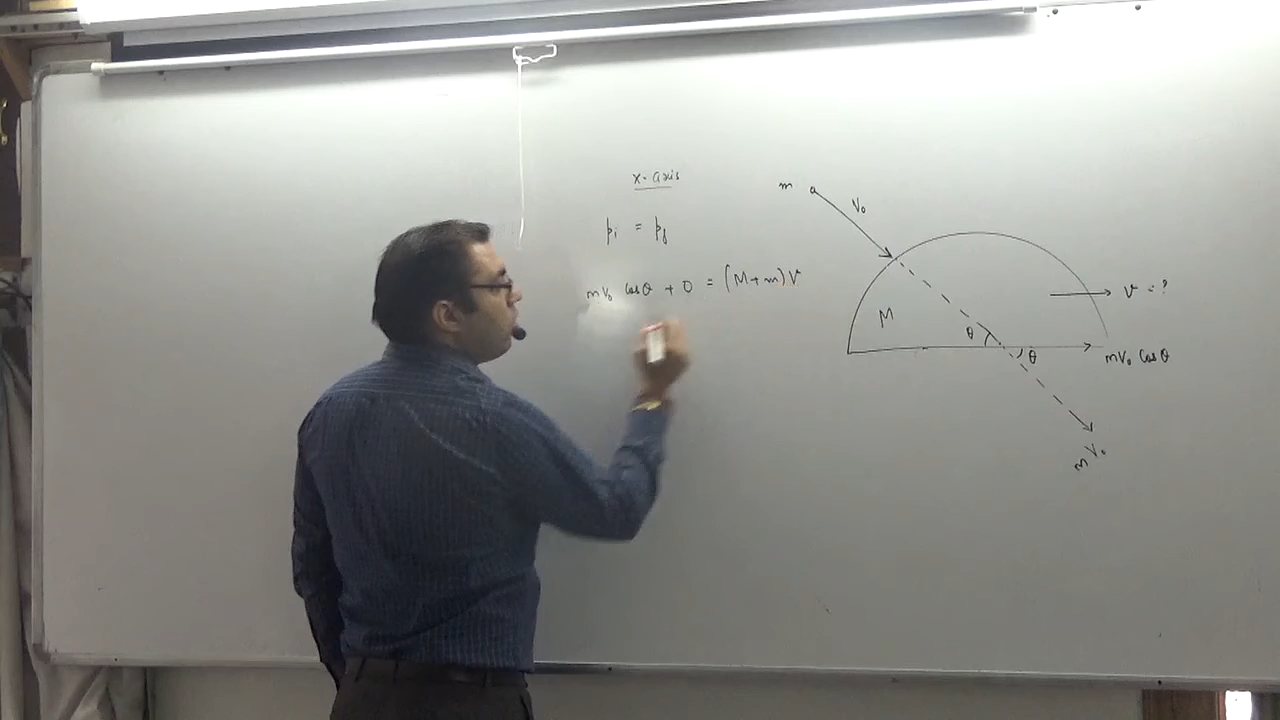 x-axis
pi = pf
mV₀ cosθ + 0 = (M+m)V
m
V₀
M
θ
θ
v = ?
mV₀ cosθ
mV₀